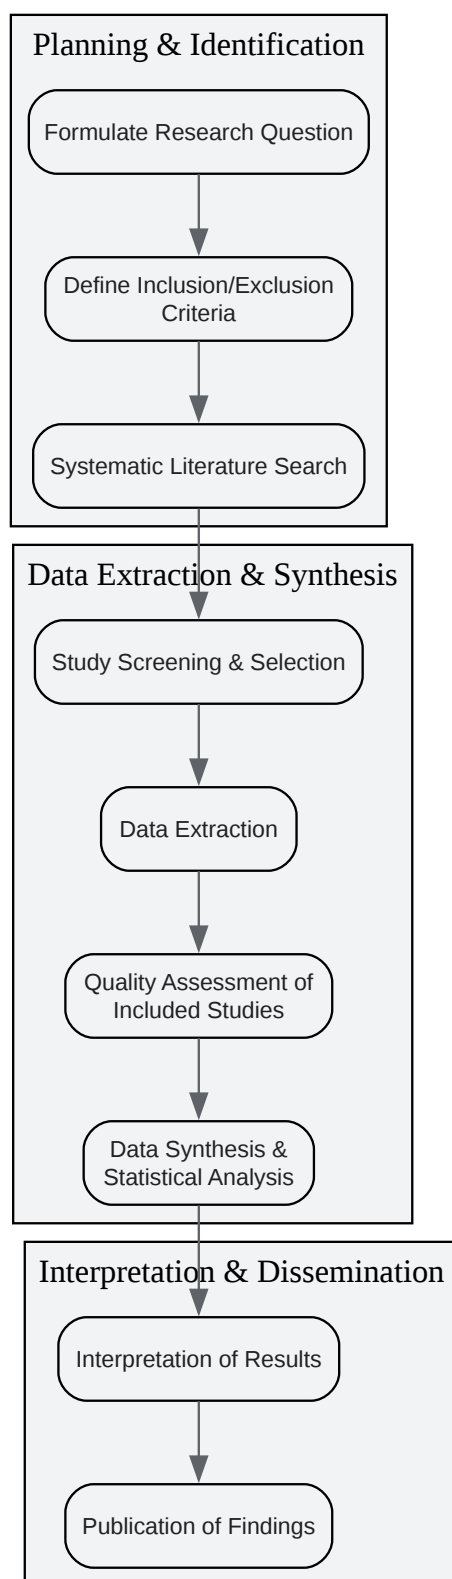 Planning & Identification
Formulate Research Question
Define Inclusion/Exclusion
Criteria
Systematic Literature Search
Data Extraction & Synthesis
Study Screening & Selection
Data Extraction
Quality Assessment of
Included Studies
Data Synthesis &
Statistical Analysis
Interpretation & Dissemination
Interpretation of Results
Publication of Findings